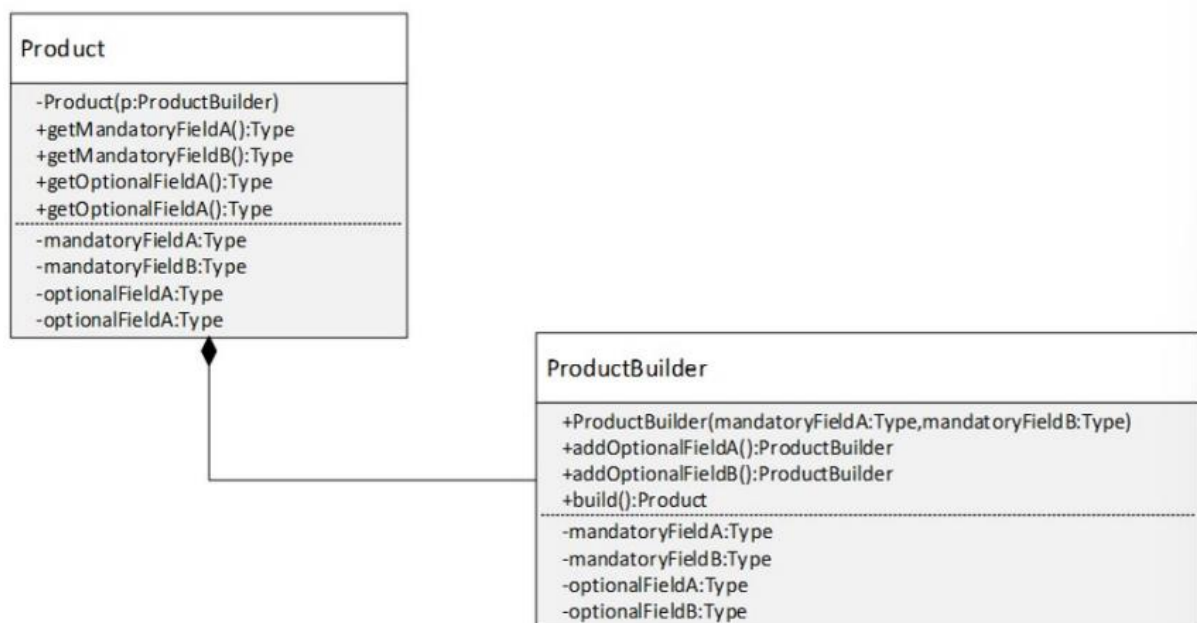 Product
-Product(p:ProductBuilder)
+getMandatoryFieldA():Type
+getMandatoryFieldB():Type
+getOptionalFieldA():Type
+getOptionalFieldA():Type
-mandatoryFieldA:Type
-mandatoryFieldB:Type
-optionalFieldA:Type
-optionalFieldA:Type
ProductBuilder
+ProductBuilder(mandatoryFieldA:Type,mandatoryFieldB:Type)
+addOptionalFieldA():ProductBuilder
+addOptionalFieldB():ProductBuilder
+build():Product
-mandatoryFieldA:Type
-mandatoryFieldB:Type
-optionalFieldA:Type
-optionalFieldB:Type